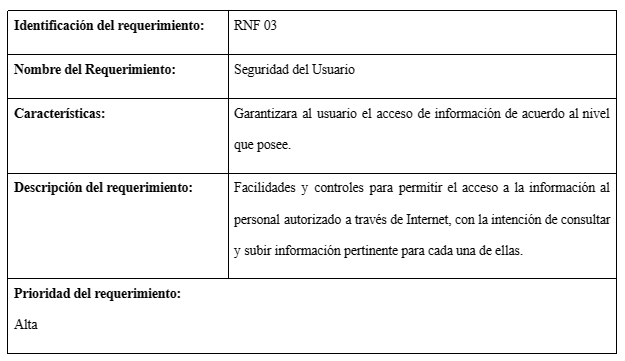 Identificación del requerimiento: RNF 03
Nombre del Requerimiento: Seguridad del Usuario
Características: Garantizara al usuario el acceso de información de acuerdo al nivel
que posee.
Descripción del requerimiento: Facilidades y controles para permitir el acceso a la información al
personal autorizado a través de Internet, con la intención de consultar
y subir información pertinente para cada una de ellas.
Prioridad del requerimiento:
Alta